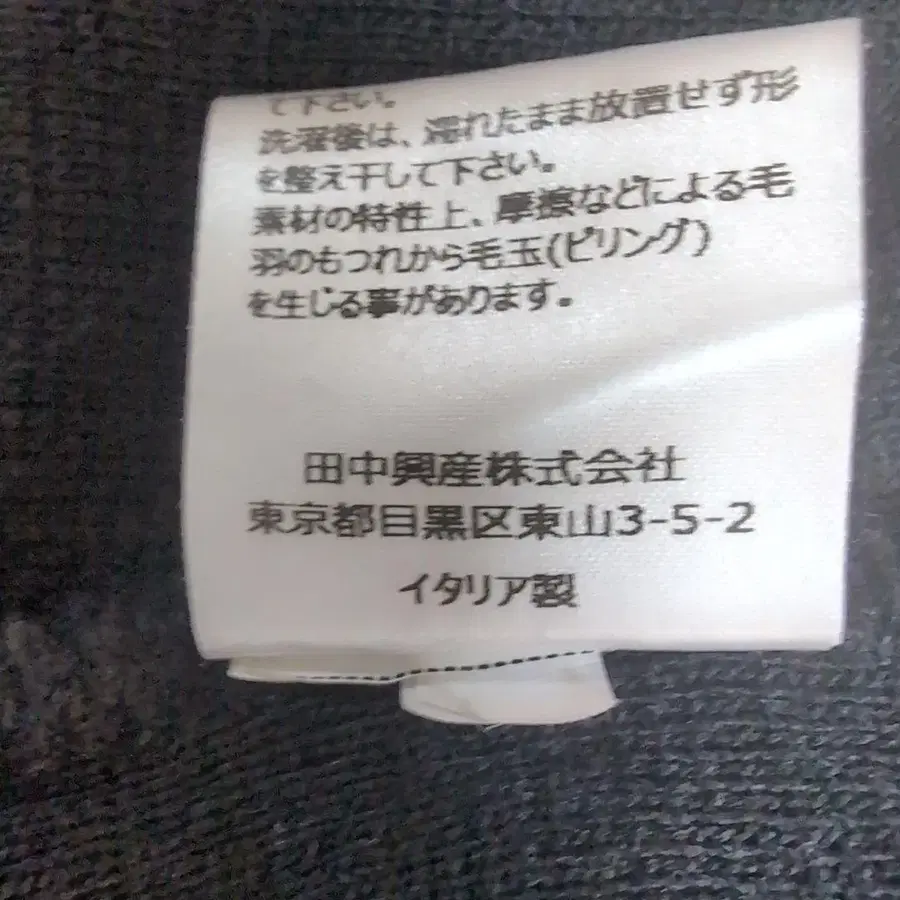 て下さい。
洗濯後は、濡れたまま放置せず形
を整え干して下さい。
素材の特性上、摩擦などによる毛
羽のもつれから毛玉(ピリング)
を生じる事があります。
田中興産株式会社
東京都目黒区東山3-5-2
イタリア製